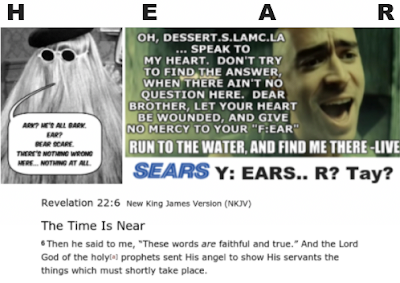 H E A R
OH, DESSERT.S.LAMC.LA
... SPEAK TO
MY HEART. DON'T TRY
TO FIND THE ANSWER,
WHEN THERE AIN'T NO
QUESTION HERE. DEAR
BROTHER, LET YOUR HEART
BE WOUNDED, AND GIVE
NO MERCY TO YOUR "F:EAR"
RUN TO THE WATER, AND FIND ME THERE -LIVE
ARK? HE'S ALL BARK.
EAR?
BEAR SCARE.
THERE'S NOTHING WRONG
HERE... NOTHING AT ALL.
SEARS Y: EARS.. R? Tay?
Revelation 22:6 New King James Version (NKJV)
The Time Is Near
6 Then he said to me, “These words are faithful and true.” And the Lord
God of the holy[a] prophets sent His angel to show His servants the
things which must shortly take place.